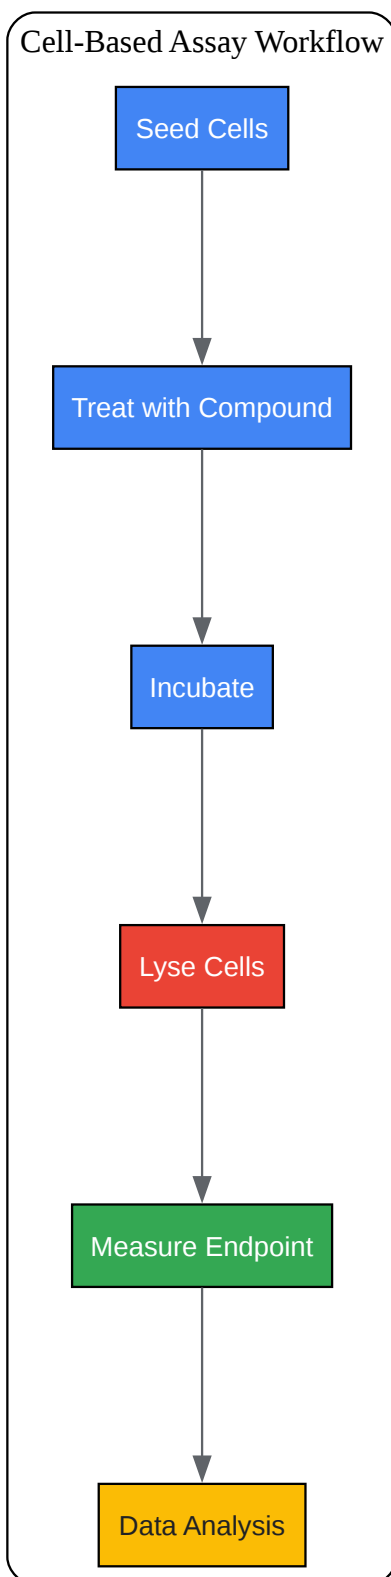 Cell-Based Assay Workflow
Seed Cells
Treat with Compound
Incubate
Lyse Cells
Measure Endpoint
Data Analysis